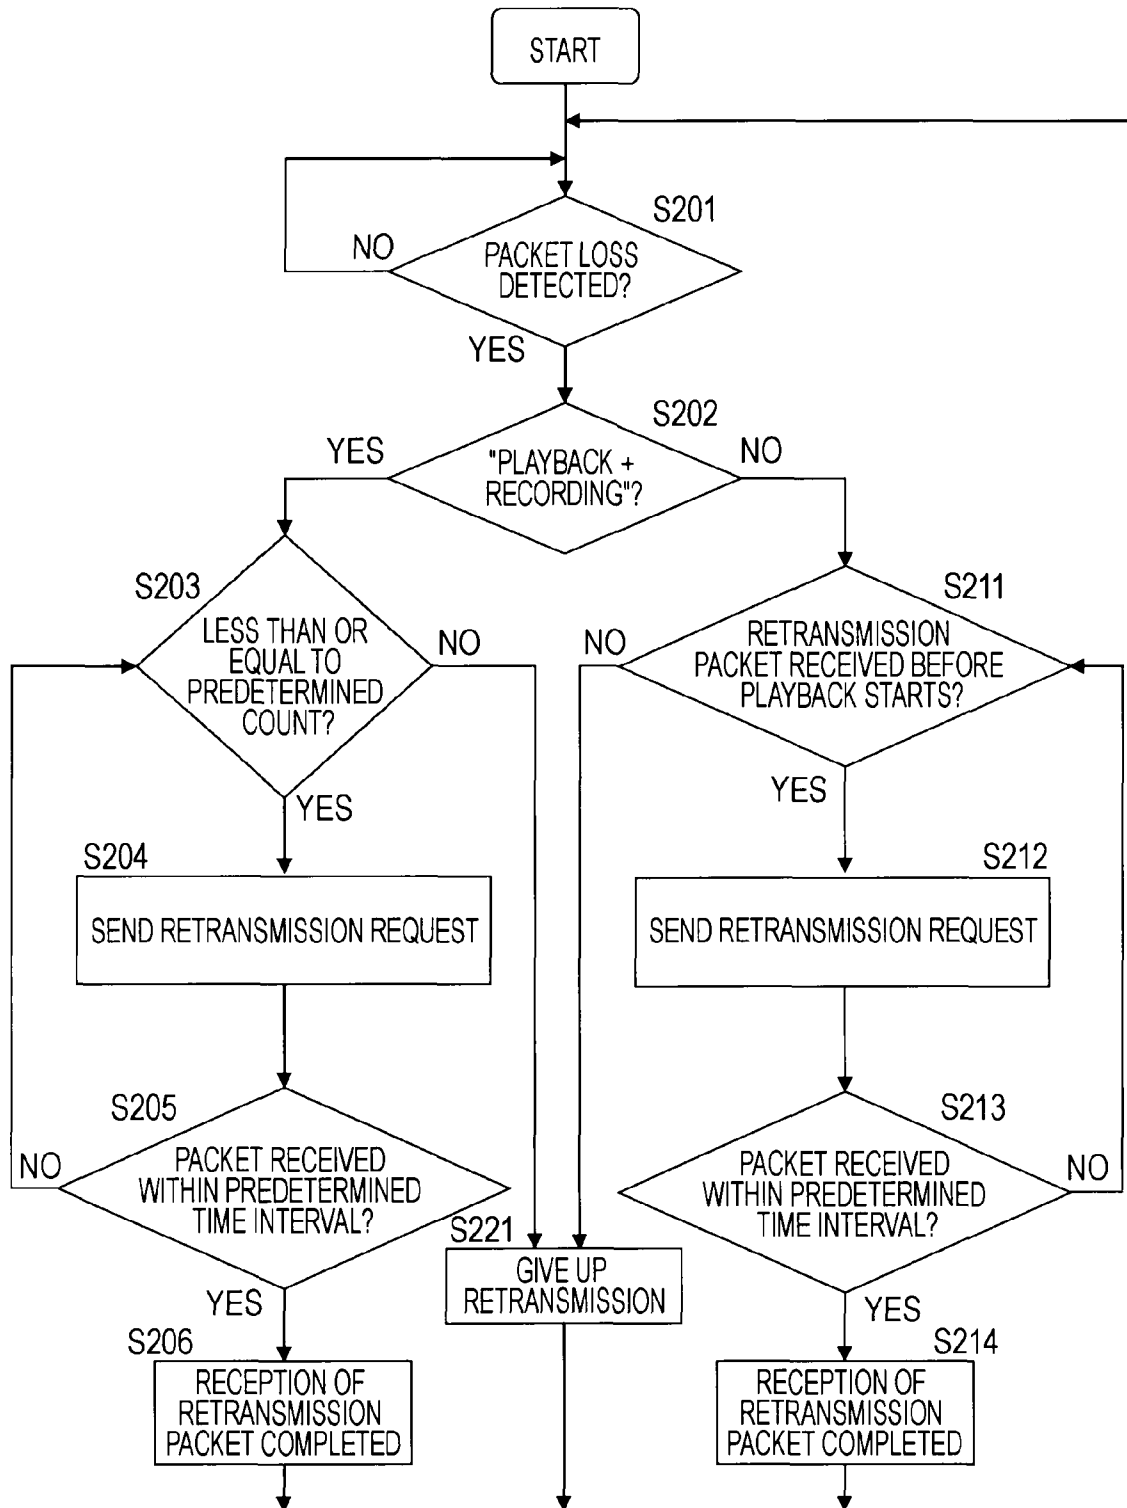 START
S201
NO
PACKET LOSS
DETECTED?
YES
S202
YES
"PLAYBACK +
RECORDING"?
NO
S203
LESS THAN OR
EQUAL TO
PREDETERMINED
COUNT?
NO
YES
S211
NO
RETRANSMISSION
PACKET RECEIVED BEFORE
PLAYBACK STARTS?
YES
S204
SEND RETRANSMISSION REQUEST
S212
SEND RETRANSMISSION REQUEST
S205
NO
PACKET RECEIVED
WITHIN PREDETERMINED
TIME INTERVAL?
YES
S213
PACKET RECEIVED
WITHIN PREDETERMINED
TIME INTERVAL?
NO
YES
S221
GIVE UP
RETRANSMISSION
S206
RECEPTION OF
RETRANSMISSION
PACKET COMPLETED
S214
RECEPTION OF
RETRANSMISSION
PACKET COMPLETED